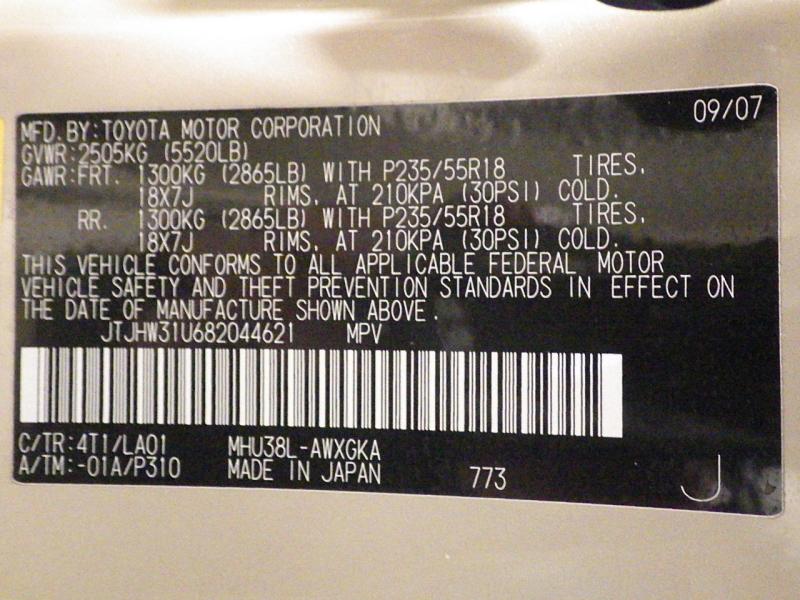 09/07
MFD. BY: TOYOTA MOTOR CORPORATION
GVWR: 2505KG (5520LB)
GAWR: FRT. 1300KG (2865LB) WITH P235/55R18 TIRES,
18X7J RIMS, AT 210KPA (30PSI) COLD.
RR. 1300KG (2865LB) WITH P235/55R18 TIRES,
18X7J RIMS, AT 210KPA (30PSI) COLD.
THIS VEHICLE CONFORMS TO ALL APPLICABLE FEDERAL MOTOR
VEHICLE SAFETY AND THEFT PREVENTION STANDARDS IN EFFECT ON
THE DATE OF MANUFACTURE SHOWN ABOVE.
JTJHW31U682044621 MPV
C/TR: 4T1/LA01 MHU38L-AWXGKA
A/TM: -01A/P310 MADE IN JAPAN 773
J